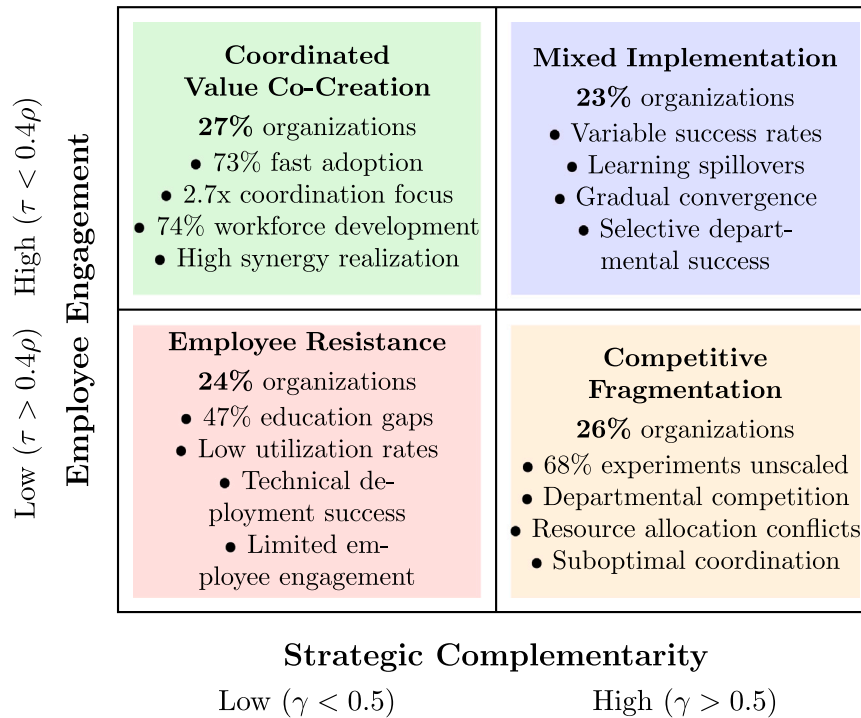 Coordinated
Value Co-Creation
27% organizations
● 73% fast adoption
● 2.7x coordination focus
● 74% workforce development
● High synergy realization
Mixed Implementation
23% organizations
● Variable success rates
● Learning spillovers
● Gradual convergence
● Selective depart-
mental success
Employee Resistance
24% organizations
● 47% education gaps
● Low utilization rates
● Technical de-
ployment success
● Limited em-
ployee engagement
Competitive
Fragmentation
26% organizations
● 68% experiments unscaled
● Departmental competition
● Resource allocation conflicts
● Suboptimal coordination
Employee Engagement
Low (τ > 0.4ρ) High (τ < 0.4ρ)
Strategic Complementarity
Low (γ < 0.5) High (γ > 0.5)